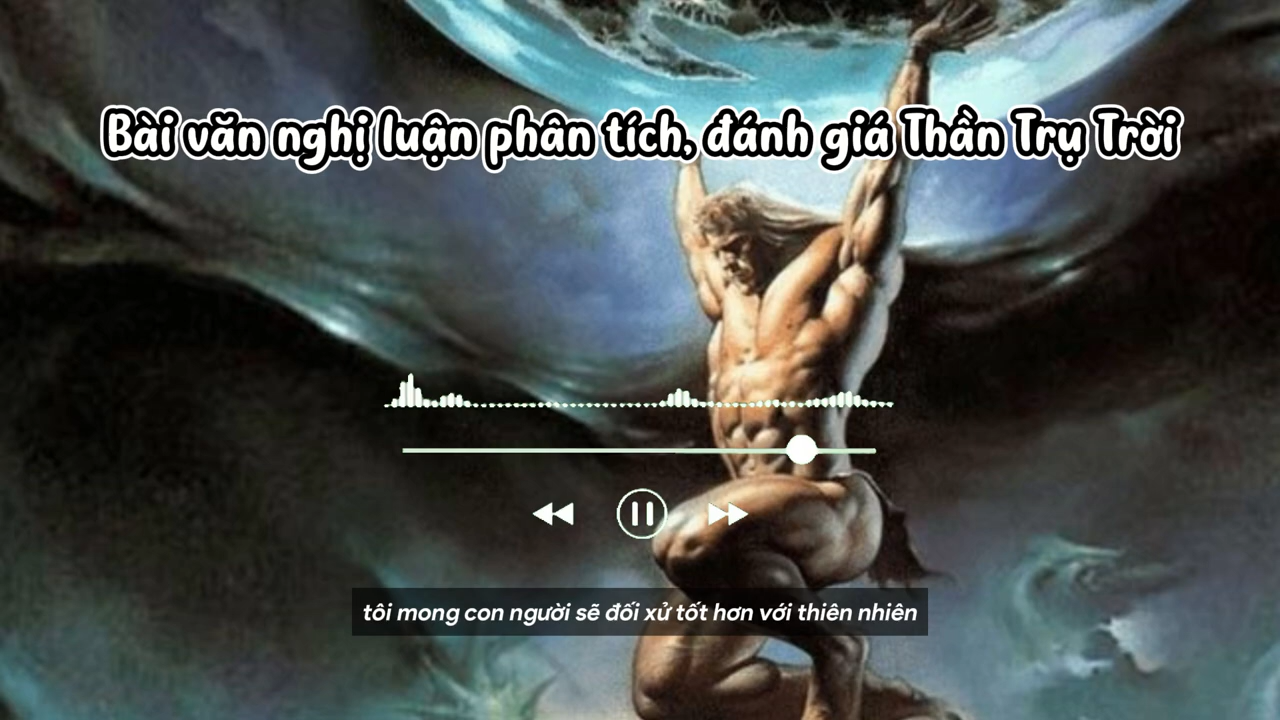 Bài văn nghị luận phân tích, đánh giá Thần Trụ Trời
tôi mong con người sẽ đối xử tốt hơn với thiên nhiên